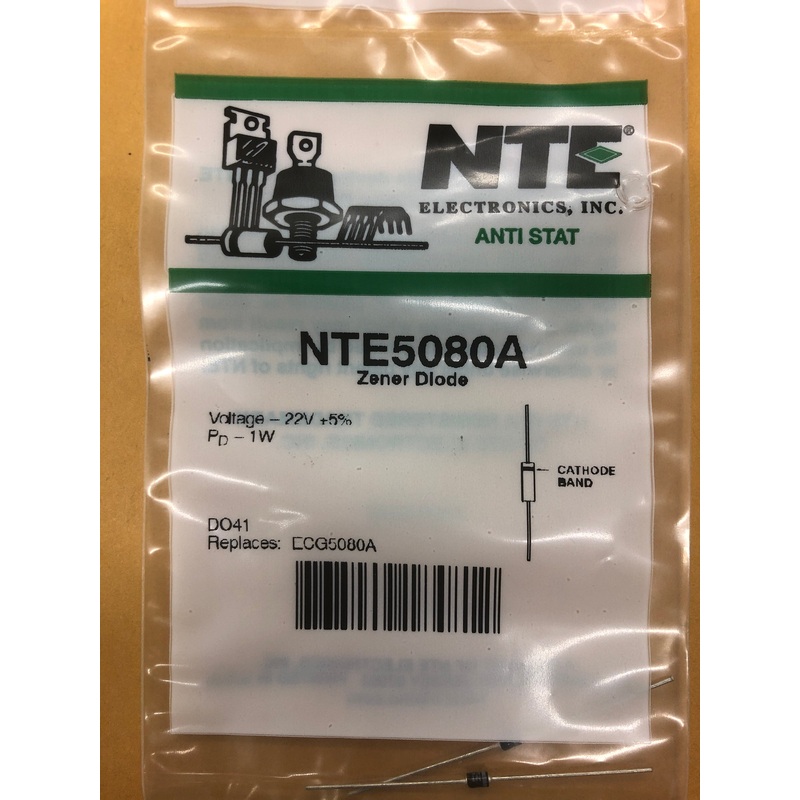 NTE®
ELECTRONICS, INC.
ANTI STAT
NTE5080A
Zener Diode
Voltage – 22V ±5%
PD – 1W
CATHODE
BAND
DO41
Replaces: ECG5080A